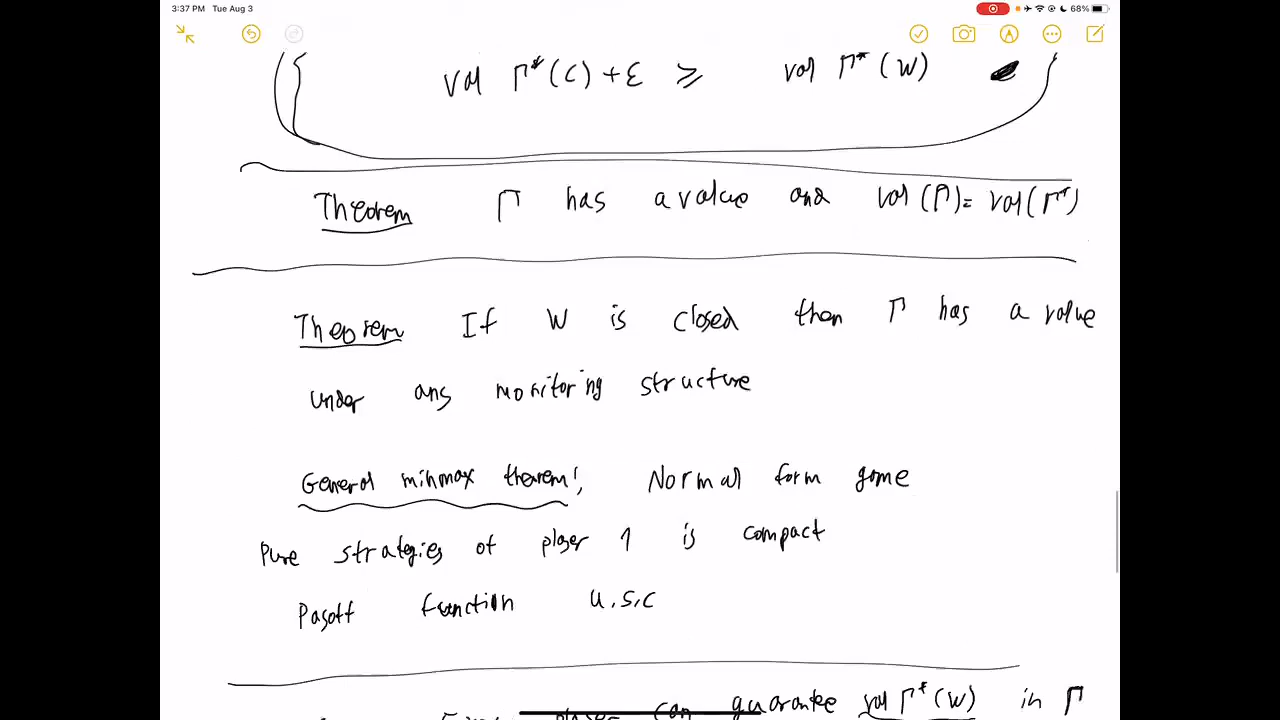 3:37 PM Tue Aug 3
68%
Val Γ*(C) + ε ≥ val Γ*(W)
Theorem Γ has a value and val(Γ) = val(Γ*)
Theorem If W is closed then Γ has a value
under any monitoring structure
General minmax theorem: Normal form game
Pure strategies of player 1 is compact
Payoff function u.s.c
player can guarantee val Γ*(W) in Γ